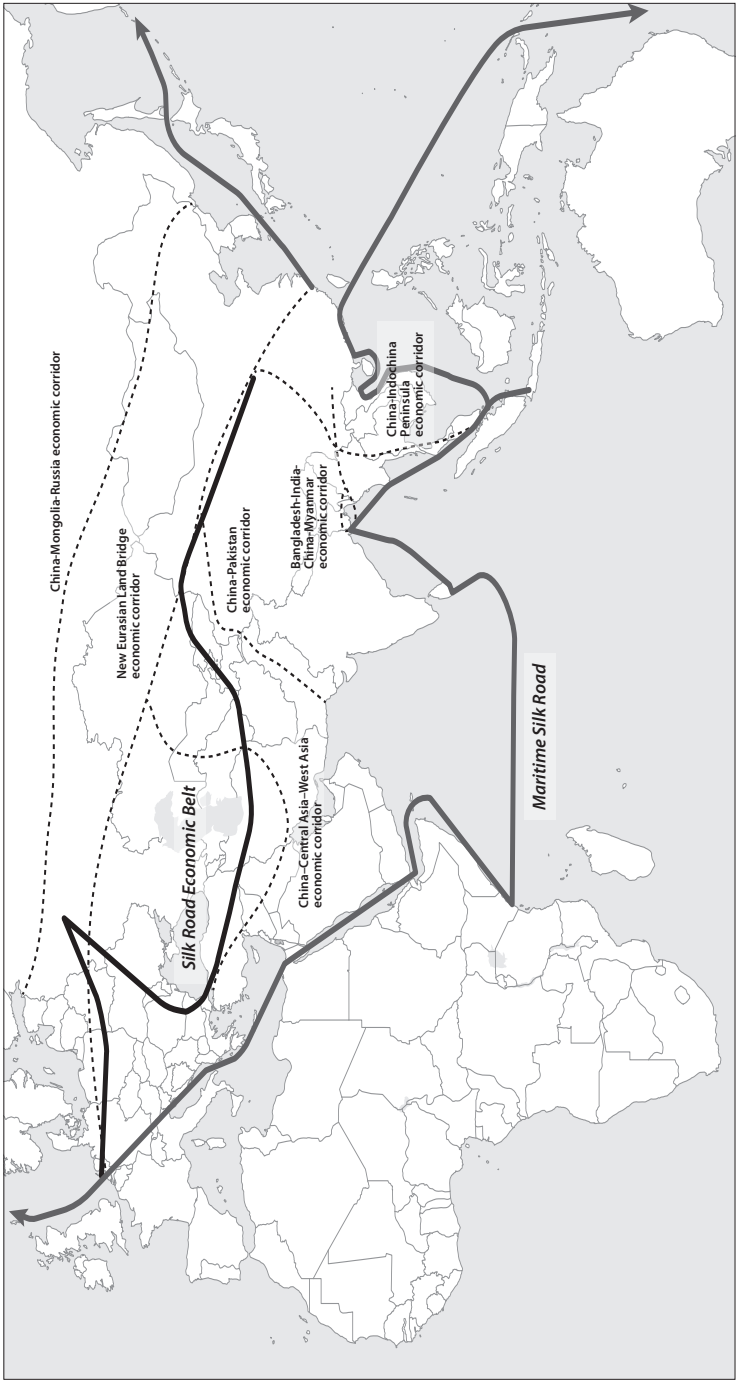 China-Mongolia-Russia economic corridor
New Eurasian Land Bridge
economic corridor
China-Pakistan
economic corridor
Bangladesh-India-
China-Myanmar
economic corridor
China-Indochina
Peninsula
economic corridor
Silk Road Economic Belt
China–Central Asia–West Asia
economic corridor
Maritime Silk Road